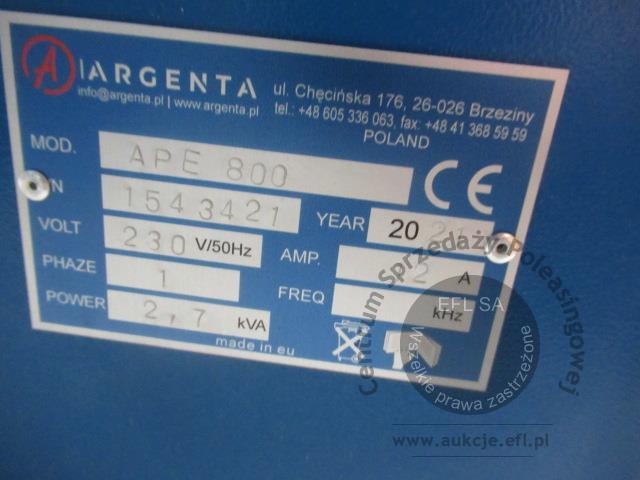 ARGENTA
ul. Chęcińska 176, 26-026 Brzeziny
info@argenta.pl | www.argenta.pl
tel.: +48 605 336 063, fax: +48 41 368 59 59
POLAND
MOD. APE 800
CE
N 1543421
YEAR 20
VOLT 230 V/50Hz
AMP. 2 A
PHAZE 1
FREQ kHz
POWER 2,7 kVA
made in eu
Centrum Sprzedaży Poleasingowej
EFL SA
Wszelkie prawa zastrzeżone
www.aukcje.efl.pl